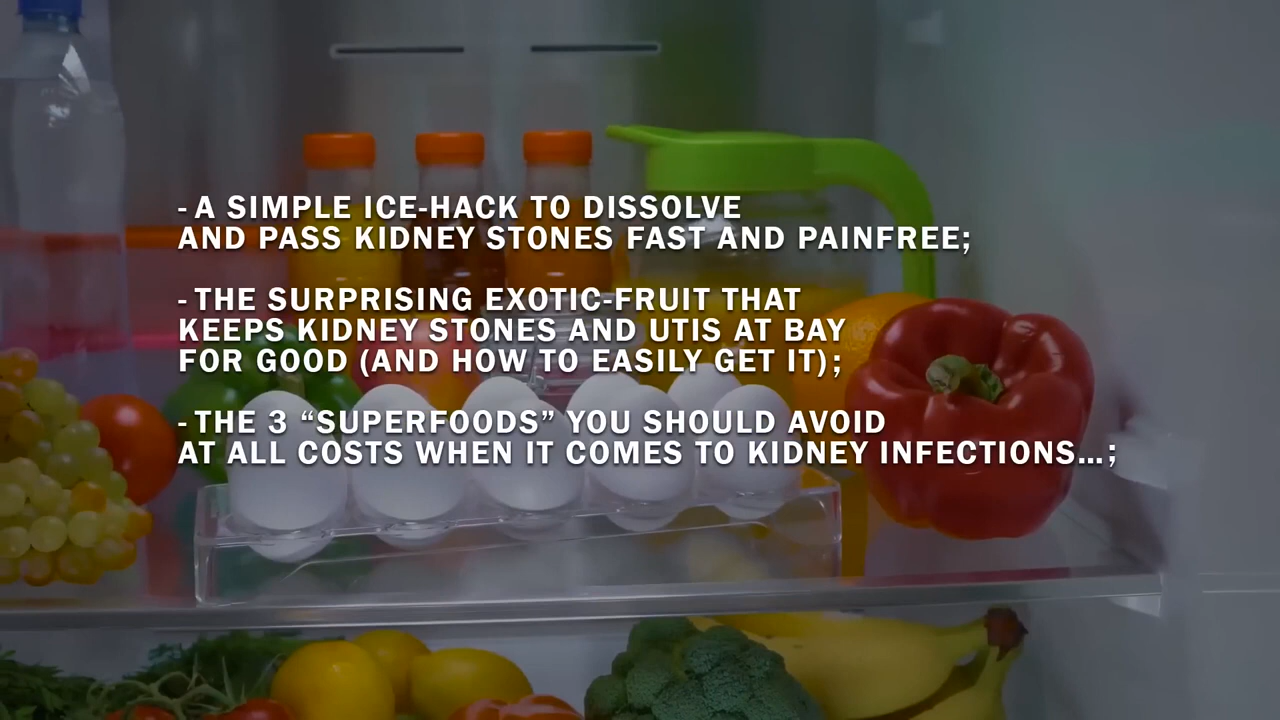 - A SIMPLE ICE-HACK TO DISSOLVE
AND PASS KIDNEY STONES FAST AND PAINFREE;
- THE SURPRISING EXOTIC-FRUIT THAT
KEEPS KIDNEY STONES AND UTIS AT BAY
FOR GOOD (AND HOW TO EASILY GET IT);
- THE 3 “SUPERFOODS” YOU SHOULD AVOID
AT ALL COSTS WHEN IT COMES TO KIDNEY INFECTIONS...;